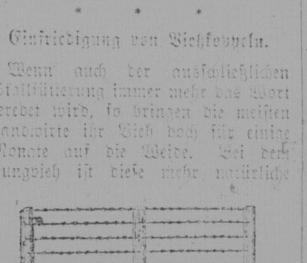 * * *
Einfriedigung von Viehkoppeln.
Wenn auch der ausschließlichen
Stallfütterung immer mehr das Wort
geredet wird, so bringen die meisten
Landwirte ihr Vieh doch für einige
Monate auf die Weide. Bei dem
Jungvieh ist diese mehr natürliche